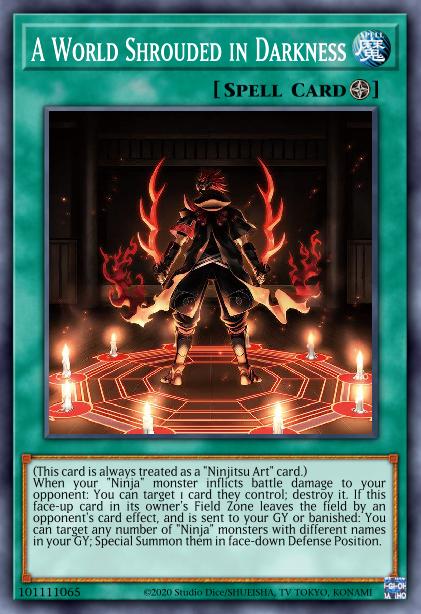 A World Shrouded in Darkness
SPELL
魔
[Spell Card]
(This card is always treated as a "Ninjitsu Art" card.)
When your "Ninja" monster inflicts battle damage to your
opponent: You can target 1 card they control; destroy it. If this
face-up card in its owner's Field Zone leaves the field by an
opponent's card effect, and is sent to your GY or banished: You
can target any number of "Ninja" monsters with different names
in your GY; Special Summon them in face-down Defense Position.
101111065
©2020 Studio Dice/SHUEISHA, TV TOKYO, KONAMI